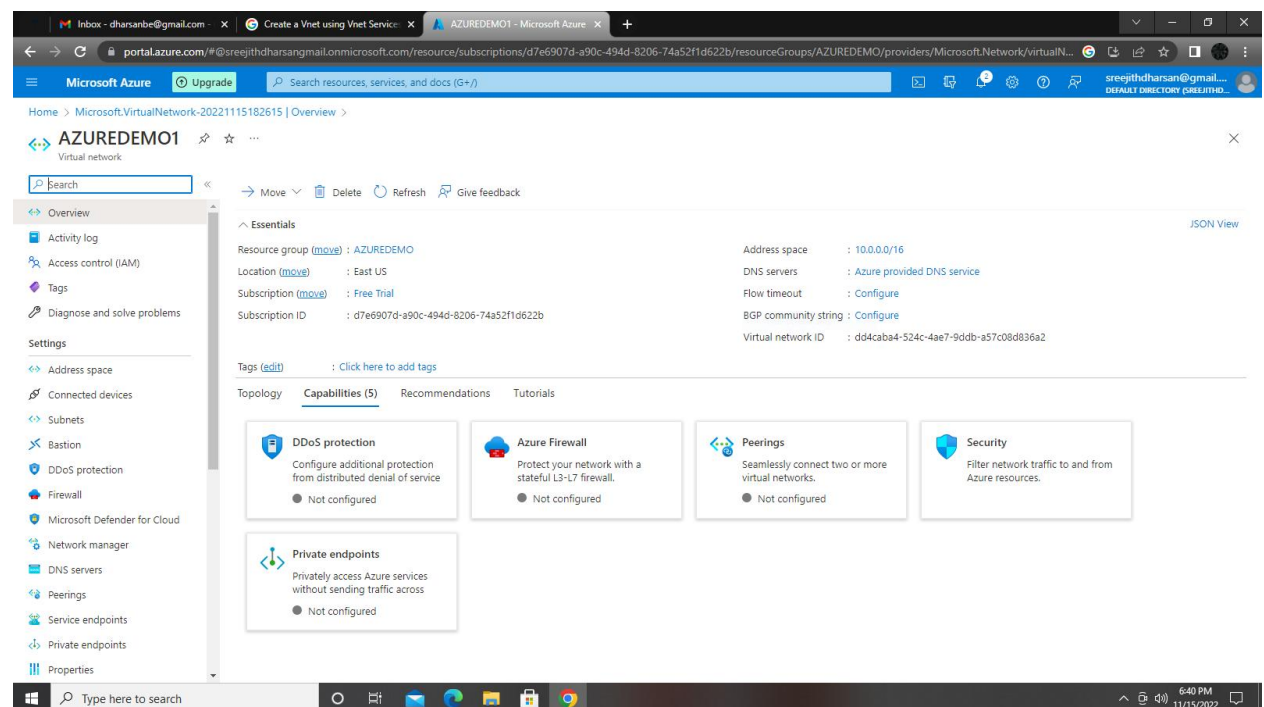 Inbox - dharsanbe@gmail.com -
Create a Vnet using Vnet Service
AZUREDEMO1 - Microsoft Azure
portal.azure.com/#@sreejithdharsangmail.onmicrosoft.com/resource/subscriptions/d7e6907d-a90c-494d-8206-74a52f1d622b/resourceGroups/AZUREDEMO/providers/Microsoft.Network/virtualN...
Microsoft Azure
Upgrade
Search resources, services, and docs (G+/)
2
sreejithdharsan@gmail....
DEFAULT DIRECTORY (SREEJITHD...
Home > Microsoft.VirtualNetwork-20221115182615 | Overview >
AZUREDEMO1
Virtual network
Search
«
Move
Delete
Refresh
Give feedback
Overview
Activity log
Access control (IAM)
Tags
Diagnose and solve problems
Settings
Address space
Connected devices
Subnets
Bastion
DDoS protection
Firewall
Microsoft Defender for Cloud
Network manager
DNS servers
Peerings
Service endpoints
Private endpoints
Properties
Essentials
JSON View
Resource group (move) : AZUREDEMO
Location (move) : East US
Subscription (move) : Free Trial
Subscription ID : d7e6907d-a90c-494d-8206-74a52f1d622b
Address space : 10.0.0.0/16
DNS servers : Azure provided DNS service
Flow timeout : Configure
BGP community string : Configure
Virtual network ID : dd4caba4-524c-4ae7-9ddb-a57c08d836a2
Tags (edit) : Click here to add tags
Topology Capabilities (5) Recommendations Tutorials
DDoS protection
Configure additional protection
from distributed denial of service
Not configured
Azure Firewall
Protect your network with a
stateful L3-L7 firewall.
Not configured
Peerings
Seamlessly connect two or more
virtual networks.
Not configured
Security
Filter network traffic to and from
Azure resources.
Private endpoints
Privately access Azure services
without sending traffic across
Not configured
Type here to search
6:40 PM
11/15/2022